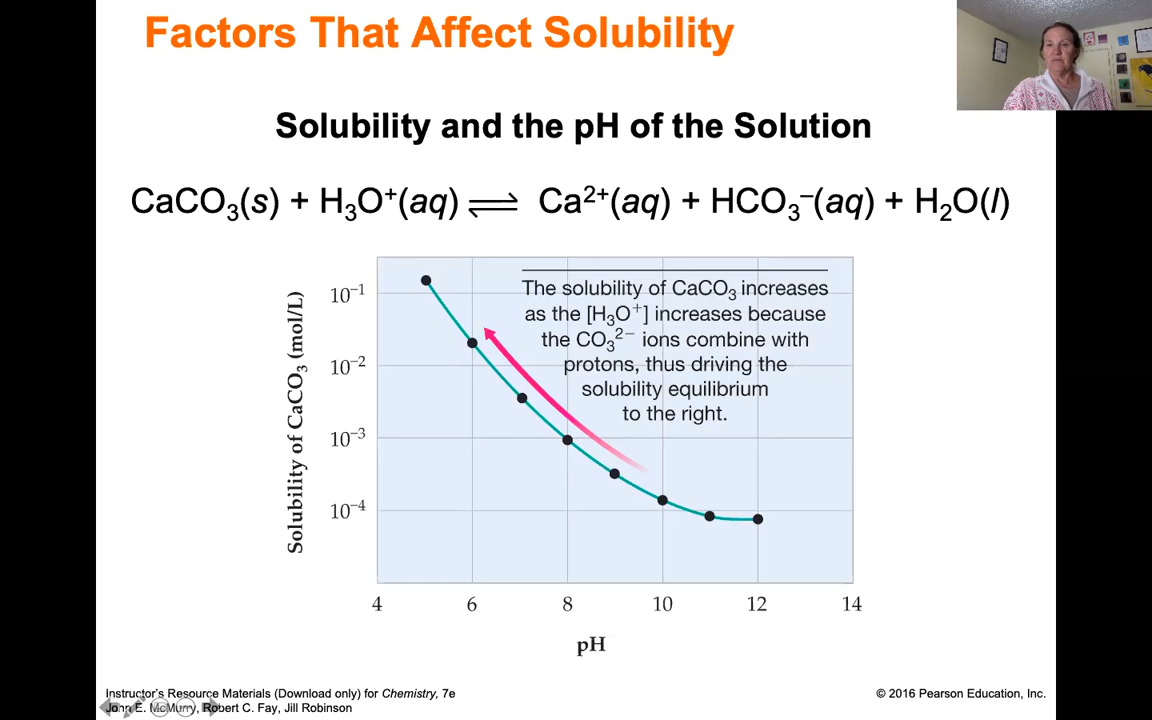 Factors That Affect Solubility
Solubility and the pH of the Solution
CaCO₃(s) + H₃O⁺(aq) ⇌ Ca²⁺(aq) + HCO₃⁻(aq) + H₂O(l)
The solubility of CaCO₃ increases
as the [H₃O⁺] increases because
the CO₃²⁻ ions combine with
protons, thus driving the
solubility equilibrium
to the right.
Solubility of CaCO₃ (mol/L)
10⁻¹
10⁻²
10⁻³
10⁻⁴
4 6 8 10 12 14
pH
Instructor's Resource Materials (Download only) for Chemistry, 7e
John E. McMurry, Robert C. Fay, Jill Robinson
© 2016 Pearson Education, Inc.